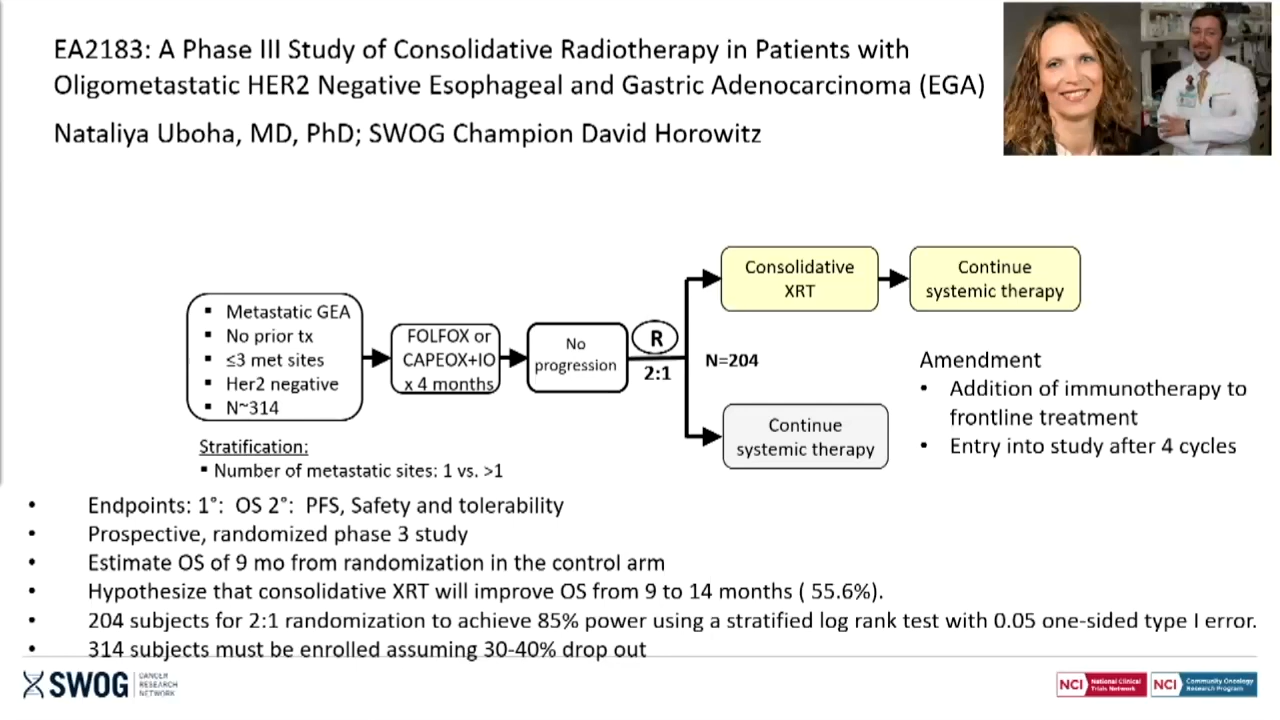 EA2183: A Phase III Study of Consolidative Radiotherapy in Patients with
Oligometastatic HER2 Negative Esophageal and Gastric Adenocarcinoma (EGA)
Nataliya Uboha, MD, PhD; SWOG Champion David Horowitz
▪ Metastatic GEA
▪ No prior tx
▪ ≤3 met sites
▪ Her2 negative
▪ N~314
FOLFOX or
CAPEOX+IO
x 4 months
No
progression
R
2:1
N=204
Consolidative
XRT
Continue
systemic therapy
Continue
systemic therapy
Amendment
• Addition of immunotherapy to
frontline treatment
• Entry into study after 4 cycles
Stratification:
▪ Number of metastatic sites: 1 vs. >1
• Endpoints: 1°: OS 2°: PFS, Safety and tolerability
• Prospective, randomized phase 3 study
• Estimate OS of 9 mo from randomization in the control arm
• Hypothesize that consolidative XRT will improve OS from 9 to 14 months ( 55.6%).
• 204 subjects for 2:1 randomization to achieve 85% power using a stratified log rank test with 0.05 one-sided type I error.
• 314 subjects must be enrolled assuming 30-40% drop out
SWOG
CANCER
RESEARCH
NETWORK
NCI National Clinical
Trials Network
NCI Community Oncology
Research Program